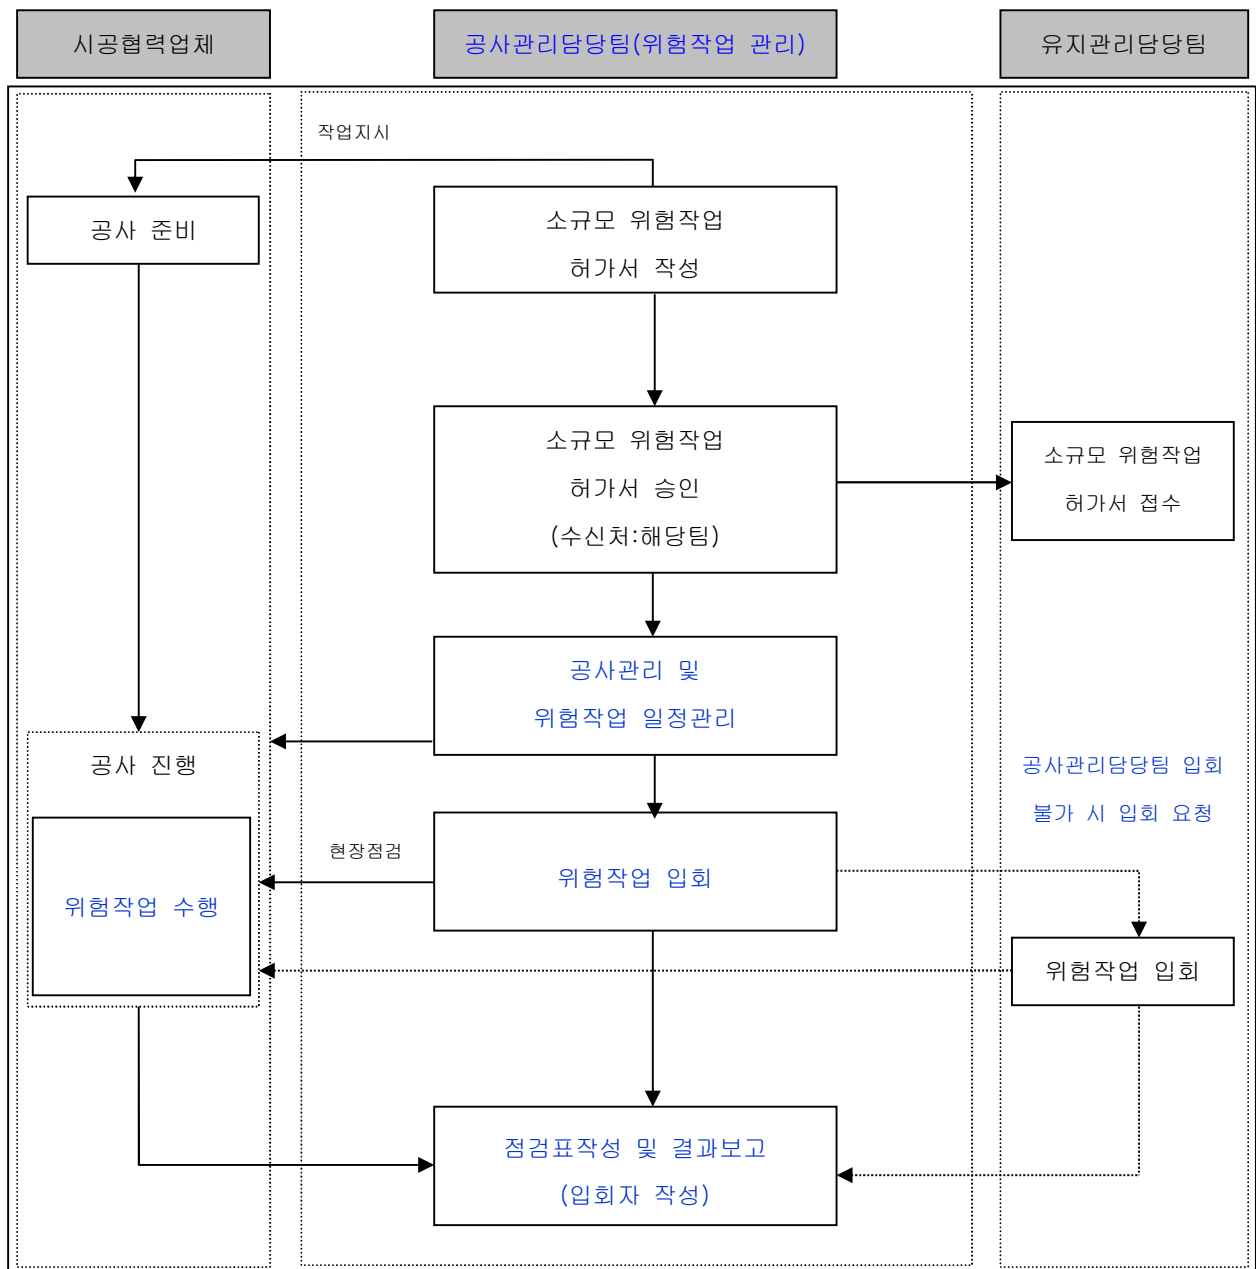 시공협력업체
공사관리담당팀(위험작업 관리)
유지관리담당팀
작업지시
공사 준비
소규모 위험작업
허가서 작성
소규모 위험작업
허가서 승인
(수신처:해당팀)
소규모 위험작업
허가서 접수
공사관리 및
위험작업 일정관리
공사 진행
공사관리담당팀 입회
불가 시 입회 요청
현장점검
위험작업 입회
위험작업 수행
위험작업 입회
점검표작성 및 결과보고
(입회자 작성)